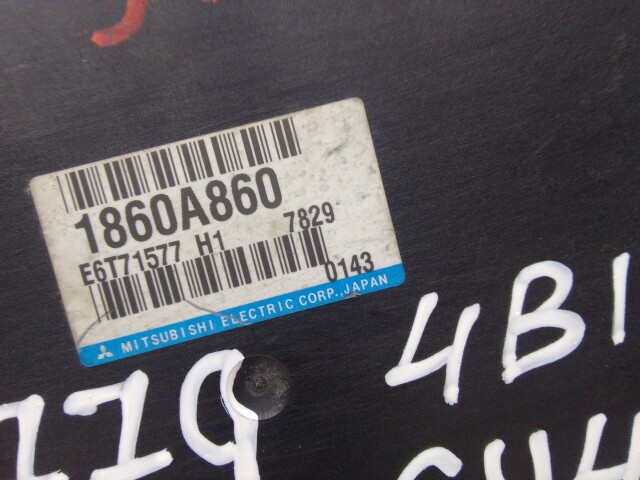 1860A860
E6T71577 H1 7829
0143
MITSUBISHI ELECTRIC CORP., JAPAN
4B1